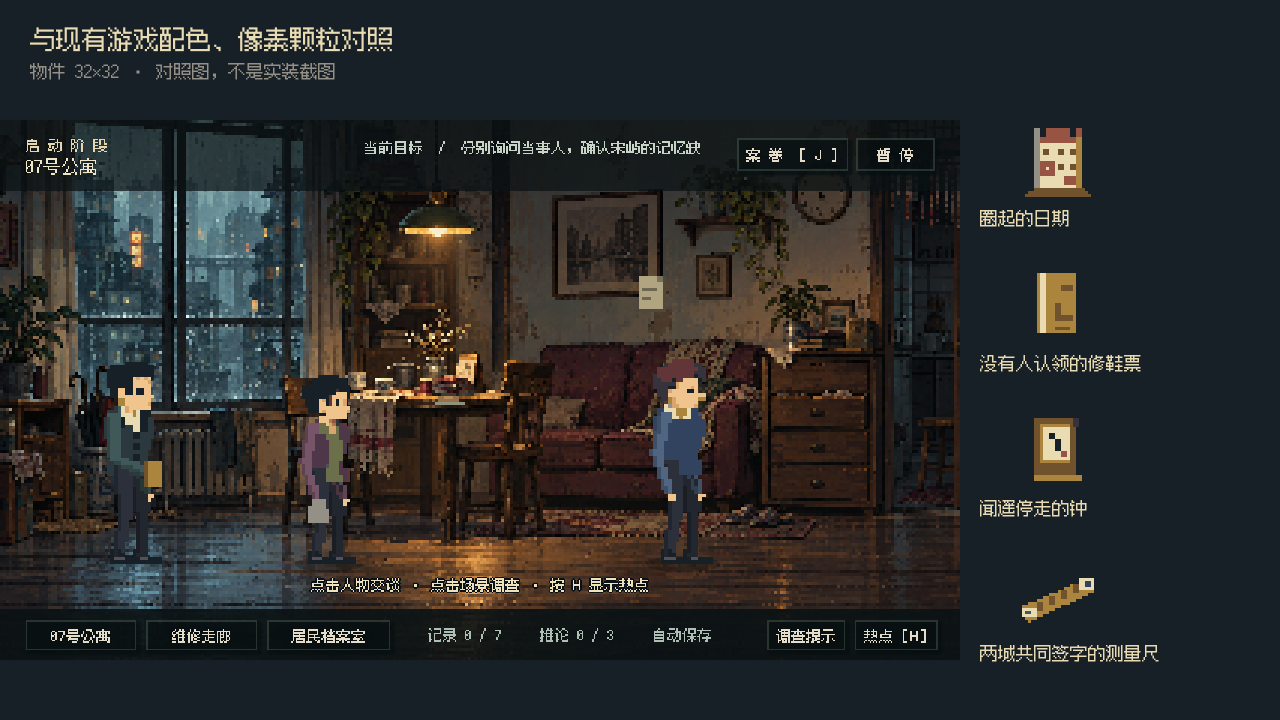 与现有游戏配色、像素颗粒对照
物件 32×32 · 对照图，不是实装截图
启动阶段
07号公寓
当前目标 / 分别询问当事人，确认宋屿的记忆缺
案卷 [J]
暂停
圈起的日期
没有人认领的修鞋票
闻遥停走的钟
两城共同签字的测量尺
点击人物交谈 · 点击场景调查 · 按 H 显示热点
07号公寓
维修走廊
居民档案室
记录 0 / 7
推论 0 / 3
自动保存
调查提示
热点 [H]